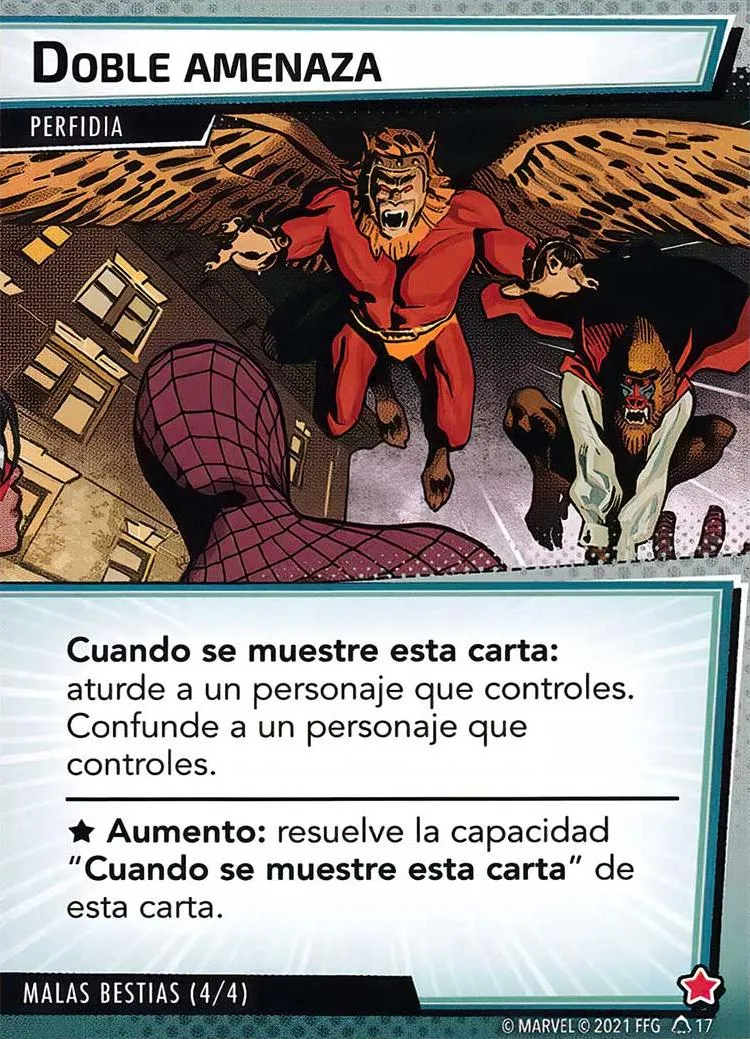 DOBLE AMENAZA
PERFIDIA
Cuando se muestre esta carta:
aturde a un personaje que controles.
Confunde a un personaje que
controles.
★ Aumento: resuelve la capacidad
"Cuando se muestre esta carta" de
esta carta.
MALAS BESTIAS (4/4)
© MARVEL © 2021 FFG 17